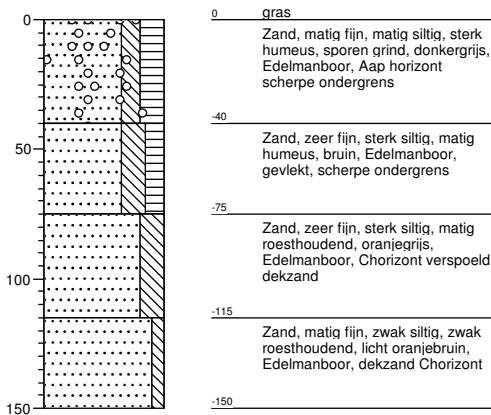 0
50
100
150
0 gras
Zand, matig fijn, matig siltig, sterk
humeus, sporen grind, donkergrijs,
Edelmanboor, Aap horizont
scherpe ondergrens
-40
Zand, zeer fijn, sterk siltig, matig
humeus, bruin, Edelmanboor,
gevlekt, scherpe ondergrens
-75
Zand, zeer fijn, sterk siltig, matig
roesthoudend, oranjegrijs,
Edelmanboor, Chorizont verspoeld
dekzand
-115
Zand, matig fijn, zwak siltig, zwak
roesthoudend, licht oranjebruin,
Edelmanboor, dekzand Chorizont
-150